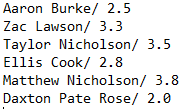 Aaron Burke/ 2.5
Zac Lawson/ 3.3
Taylor Nicholson/ 3.5
Ellis Cook/ 2.8
Matthew Nicholson/ 3.8
Daxton Pate Rose/ 2.0